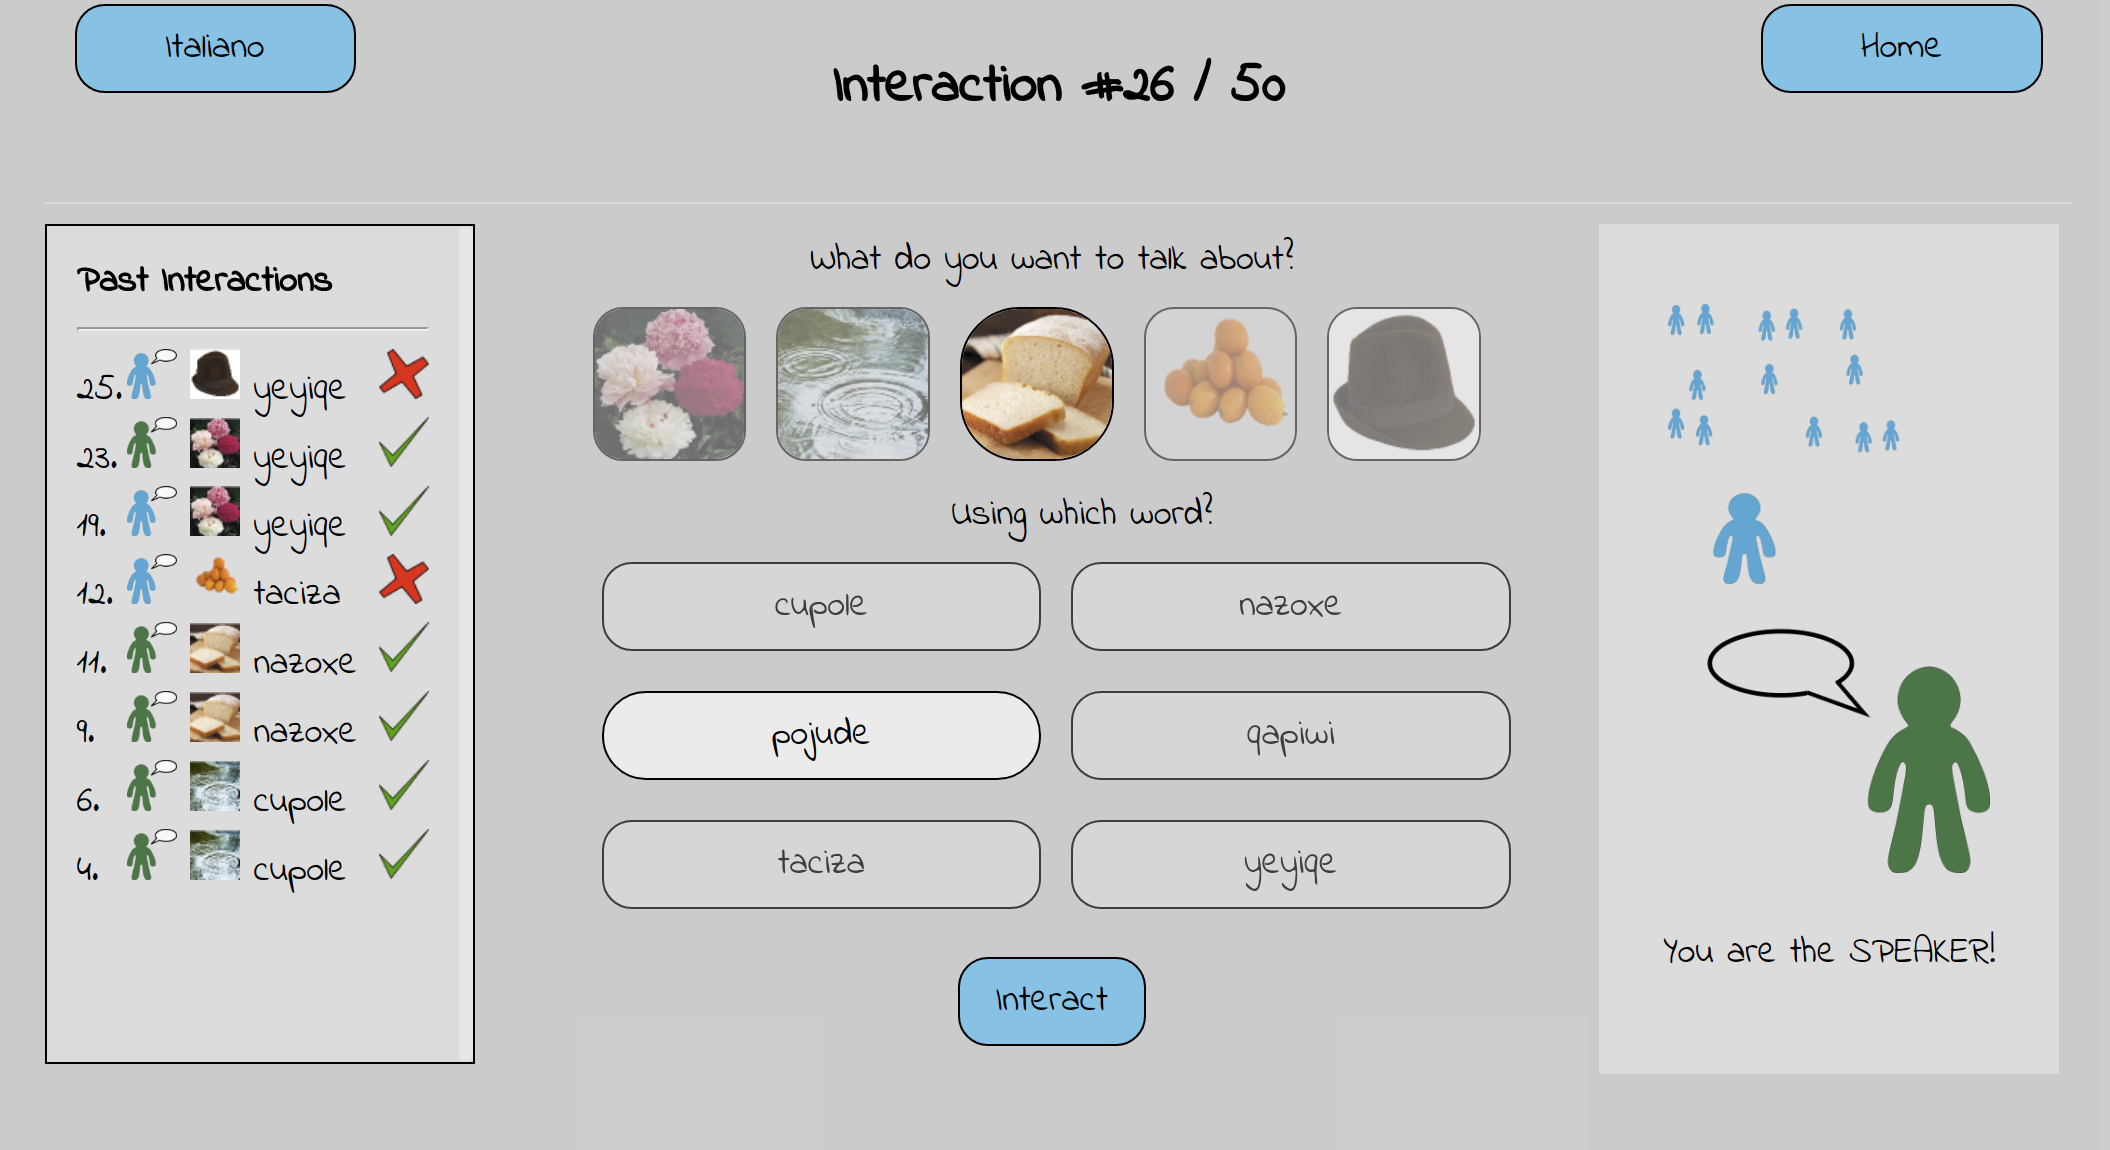 Italiano
Home
Interaction #26 / 50
Past Interactions
25. yeyiqe
23. yeyiqe
19. yeyiqe
12. taciza
11. nazoxe
9. nazoxe
6. cupole
4. cupole
What do you want to talk about?
Using which word?
cupole
nazoxe
pojude
qapiwi
taciza
yeyiqe
Interact
You are the SPEAKER!